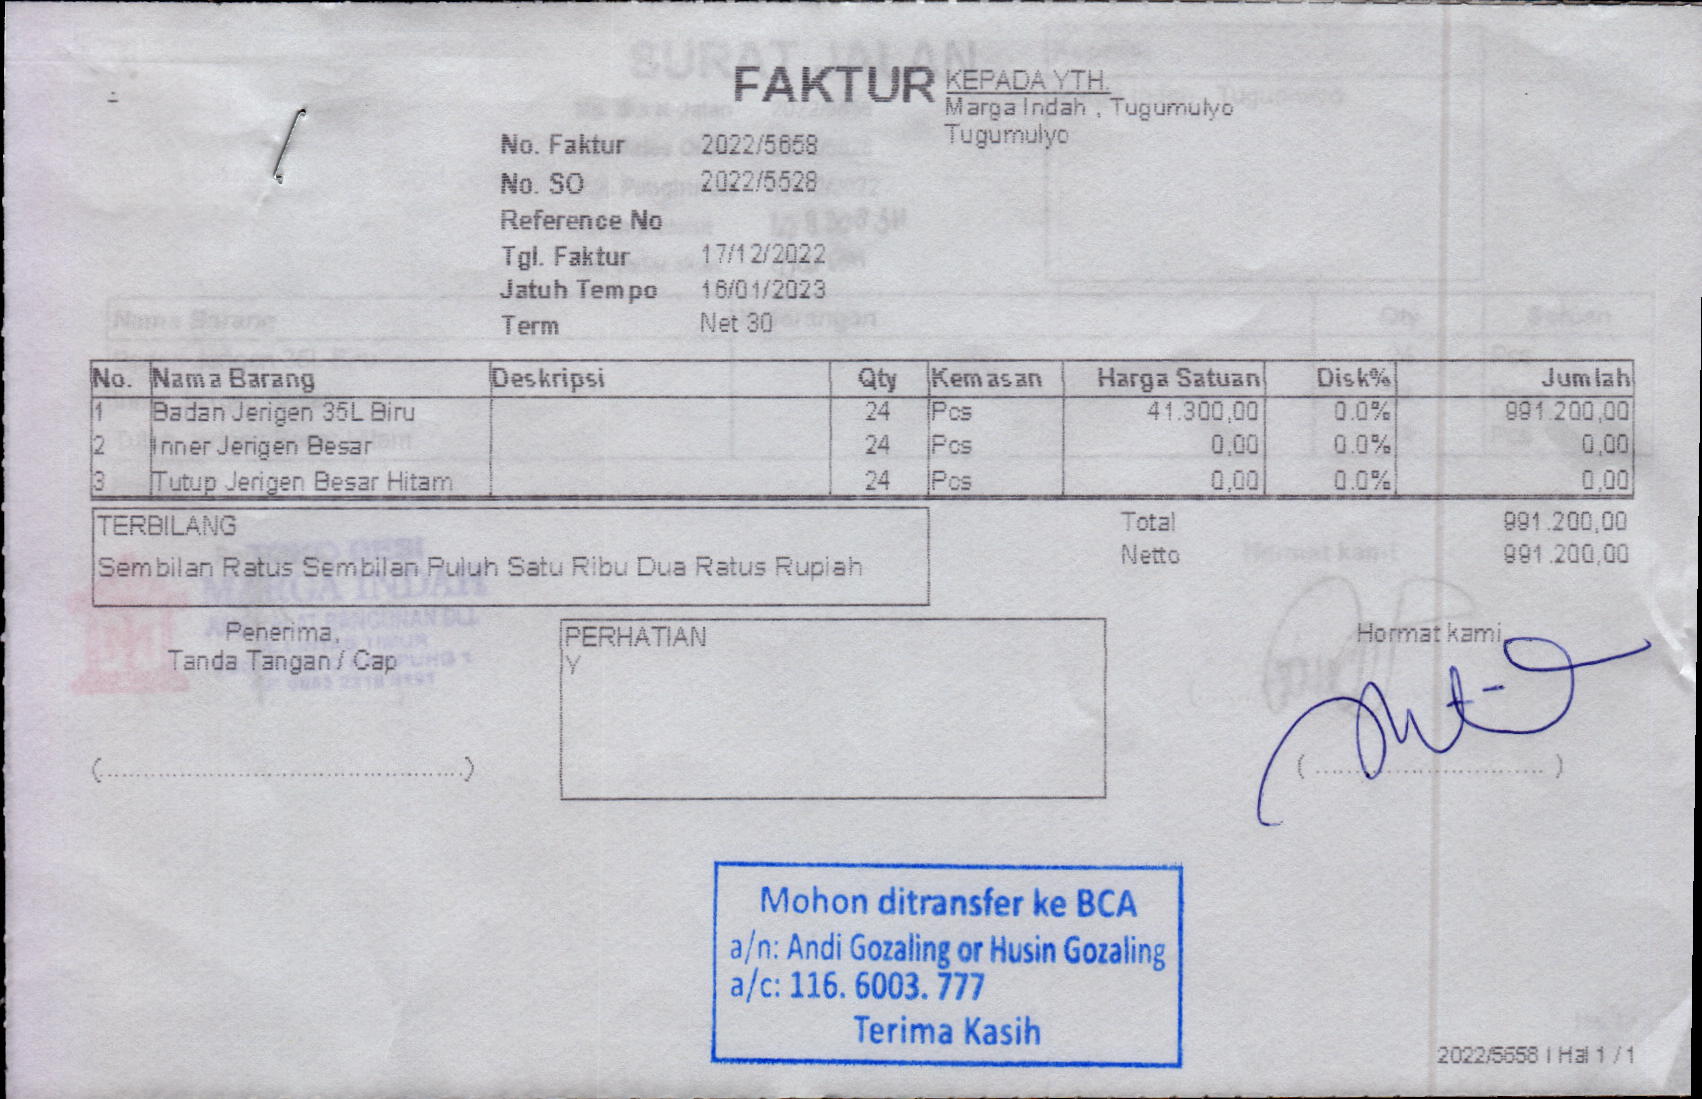 FAKTUR
KEPADA YTH.
Marga Indah , Tugumulyo
Tugumulyo
No. Faktur 2022/5658
No. SO 2022/5528
Reference No
Tgl. Faktur 17/12/2022
Jatuh Tempo 16/01/2023
Term Net 30
No. Nama Barang Deskripsi Qty Kemasan Harga Satuan Disk% Jumlah
1 Badan Jerigen 35L Biru 24 Pcs 41.300,00 0.0% 991.200,00
2 Inner Jerigen Besar 24 Pcs 0,00 0.0% 0,00
3 Tutup Jerigen Besar Hitam 24 Pcs 0,00 0.0% 0,00
TERBILANG
Sembilan Ratus Sembilan Puluh Satu Ribu Dua Ratus Rupiah
Total 991.200,00
Netto 991.200,00
Penerima,
Tanda Tangan / Cap
(................................................)
PERHATIAN
Y
Hormat kami,
( ............................... )
Mohon ditransfer ke BCA
a/n: Andi Gozaling or Husin Gozaling
a/c: 116. 6003. 777
Terima Kasih
2022/5658 | Hal 1 / 1